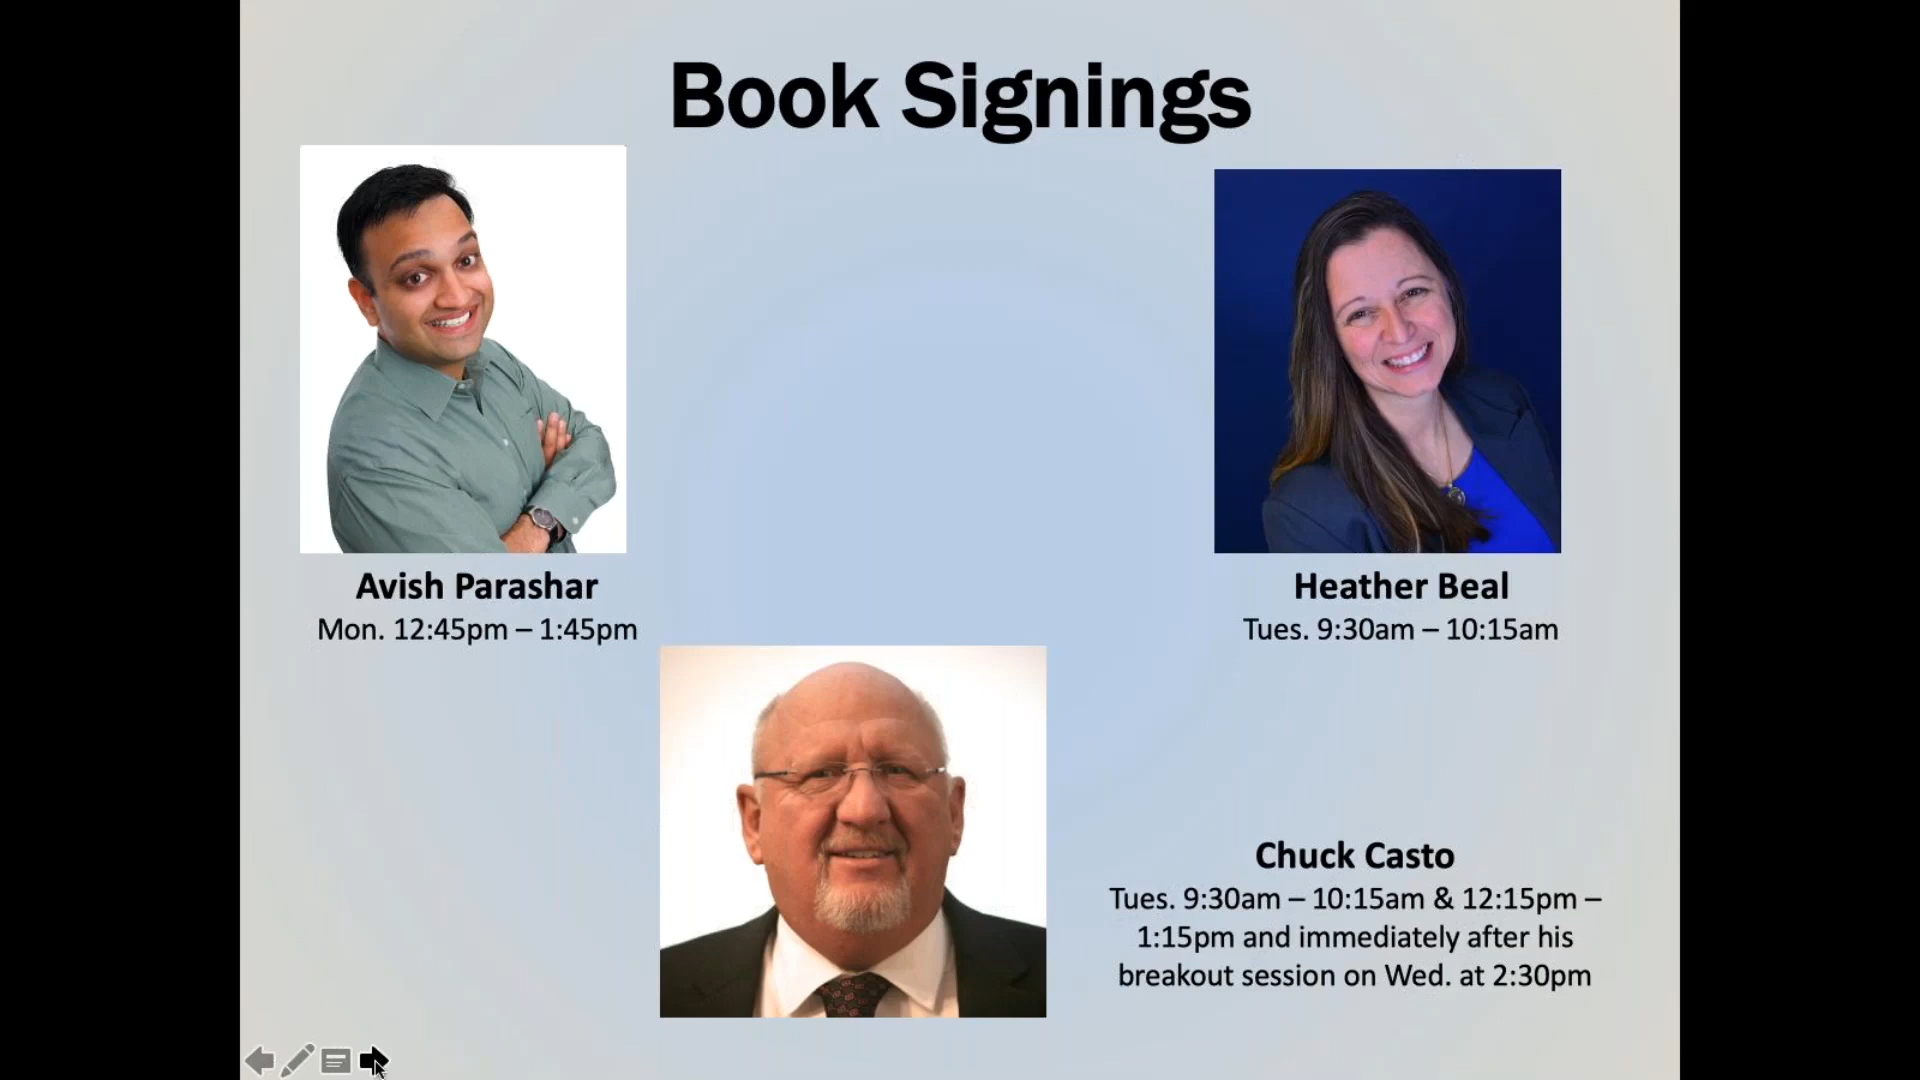 Book Signings
Avish Parashar
Mon. 12:45pm – 1:45pm
Heather Beal
Tues. 9:30am – 10:15am
Chuck Casto
Tues. 9:30am – 10:15am & 12:15pm –
1:15pm and immediately after his
breakout session on Wed. at 2:30pm